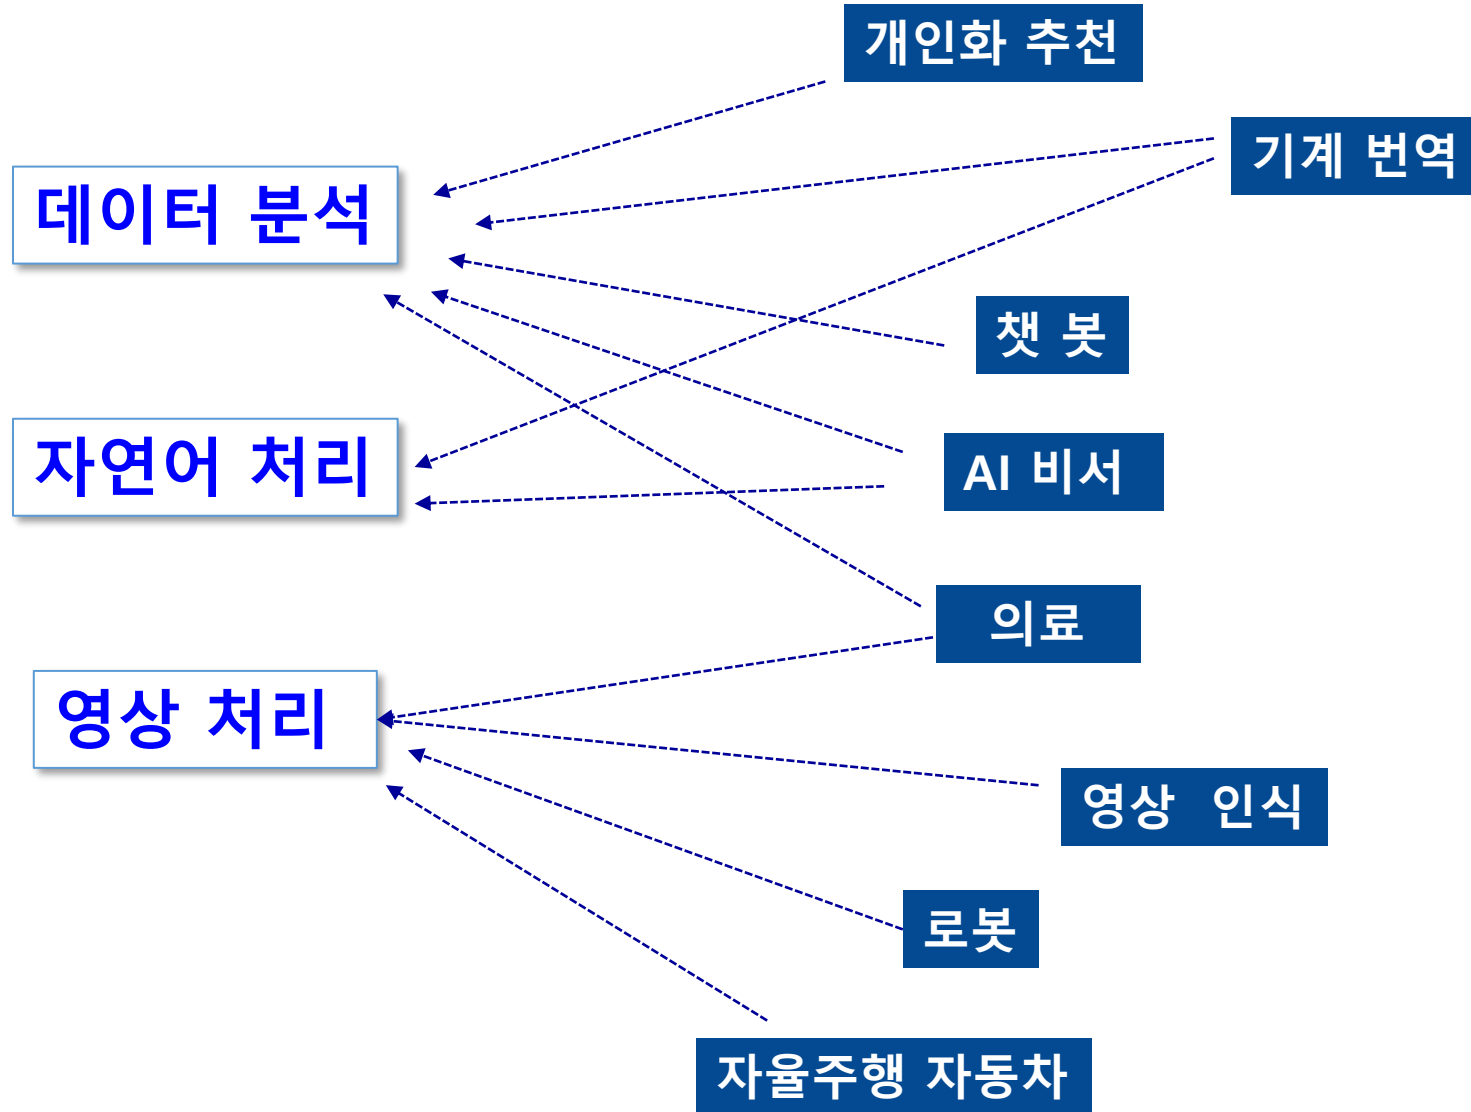 개인화 추천
기계 번역
데이터 분석
챗 봇
자연어 처리
AI 비서
의료
영상 처리
영상 인식
로봇
자율주행 자동차